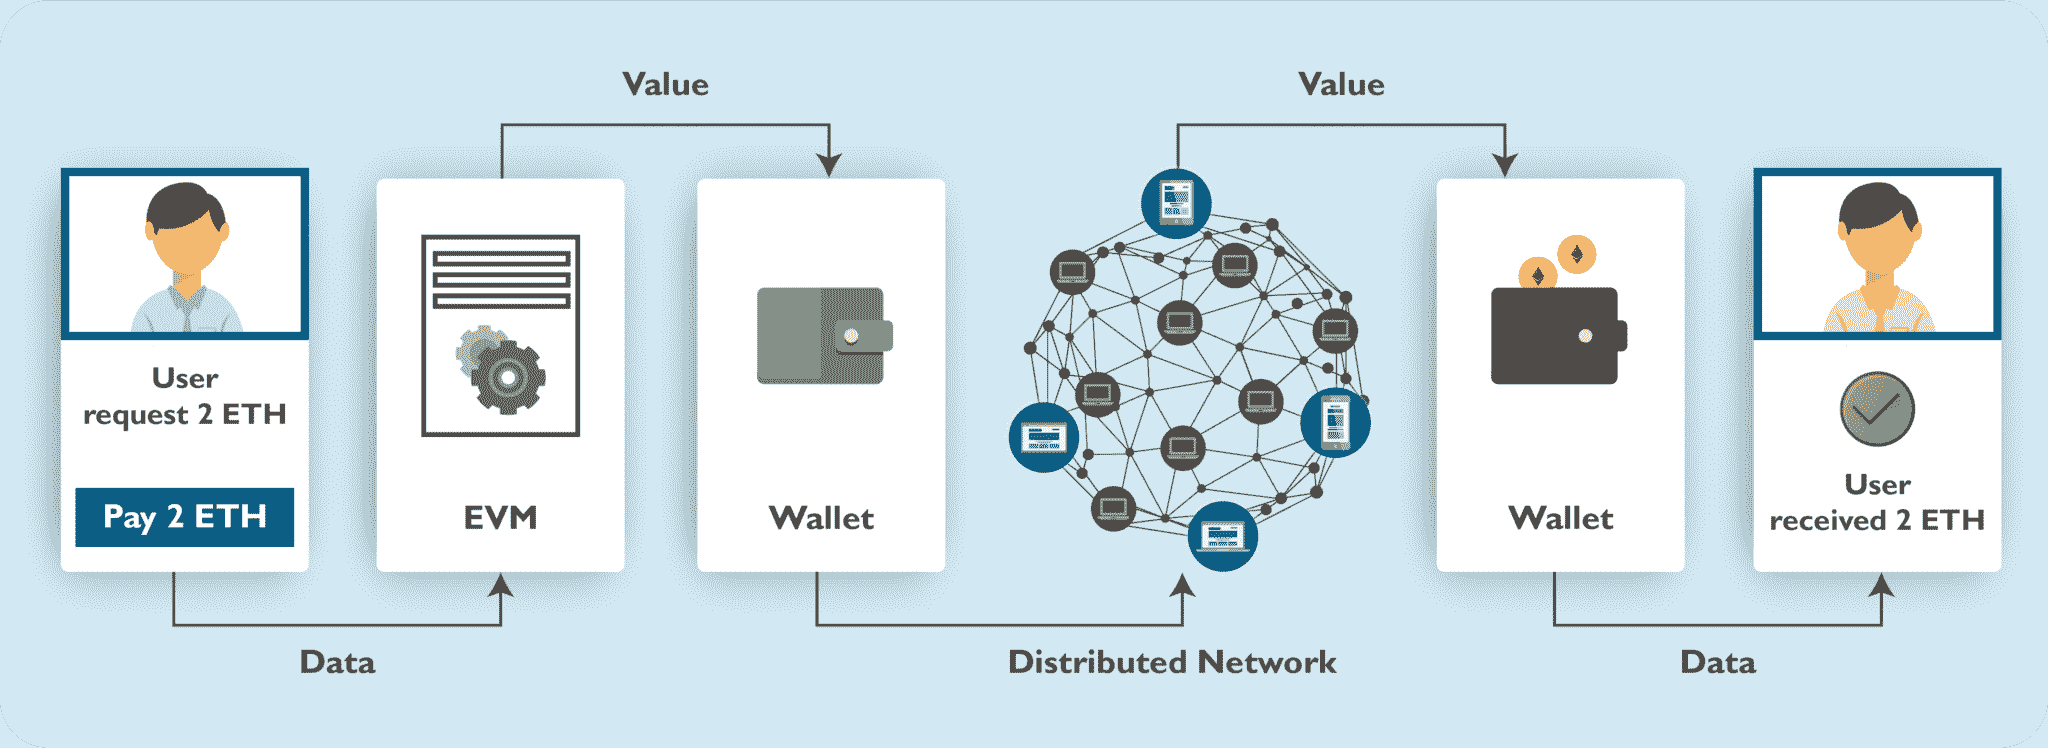 Value
Value
User
request 2 ETH
Pay 2 ETH
EVM
Wallet
Wallet
User
received 2 ETH
Data
Distributed Network
Data